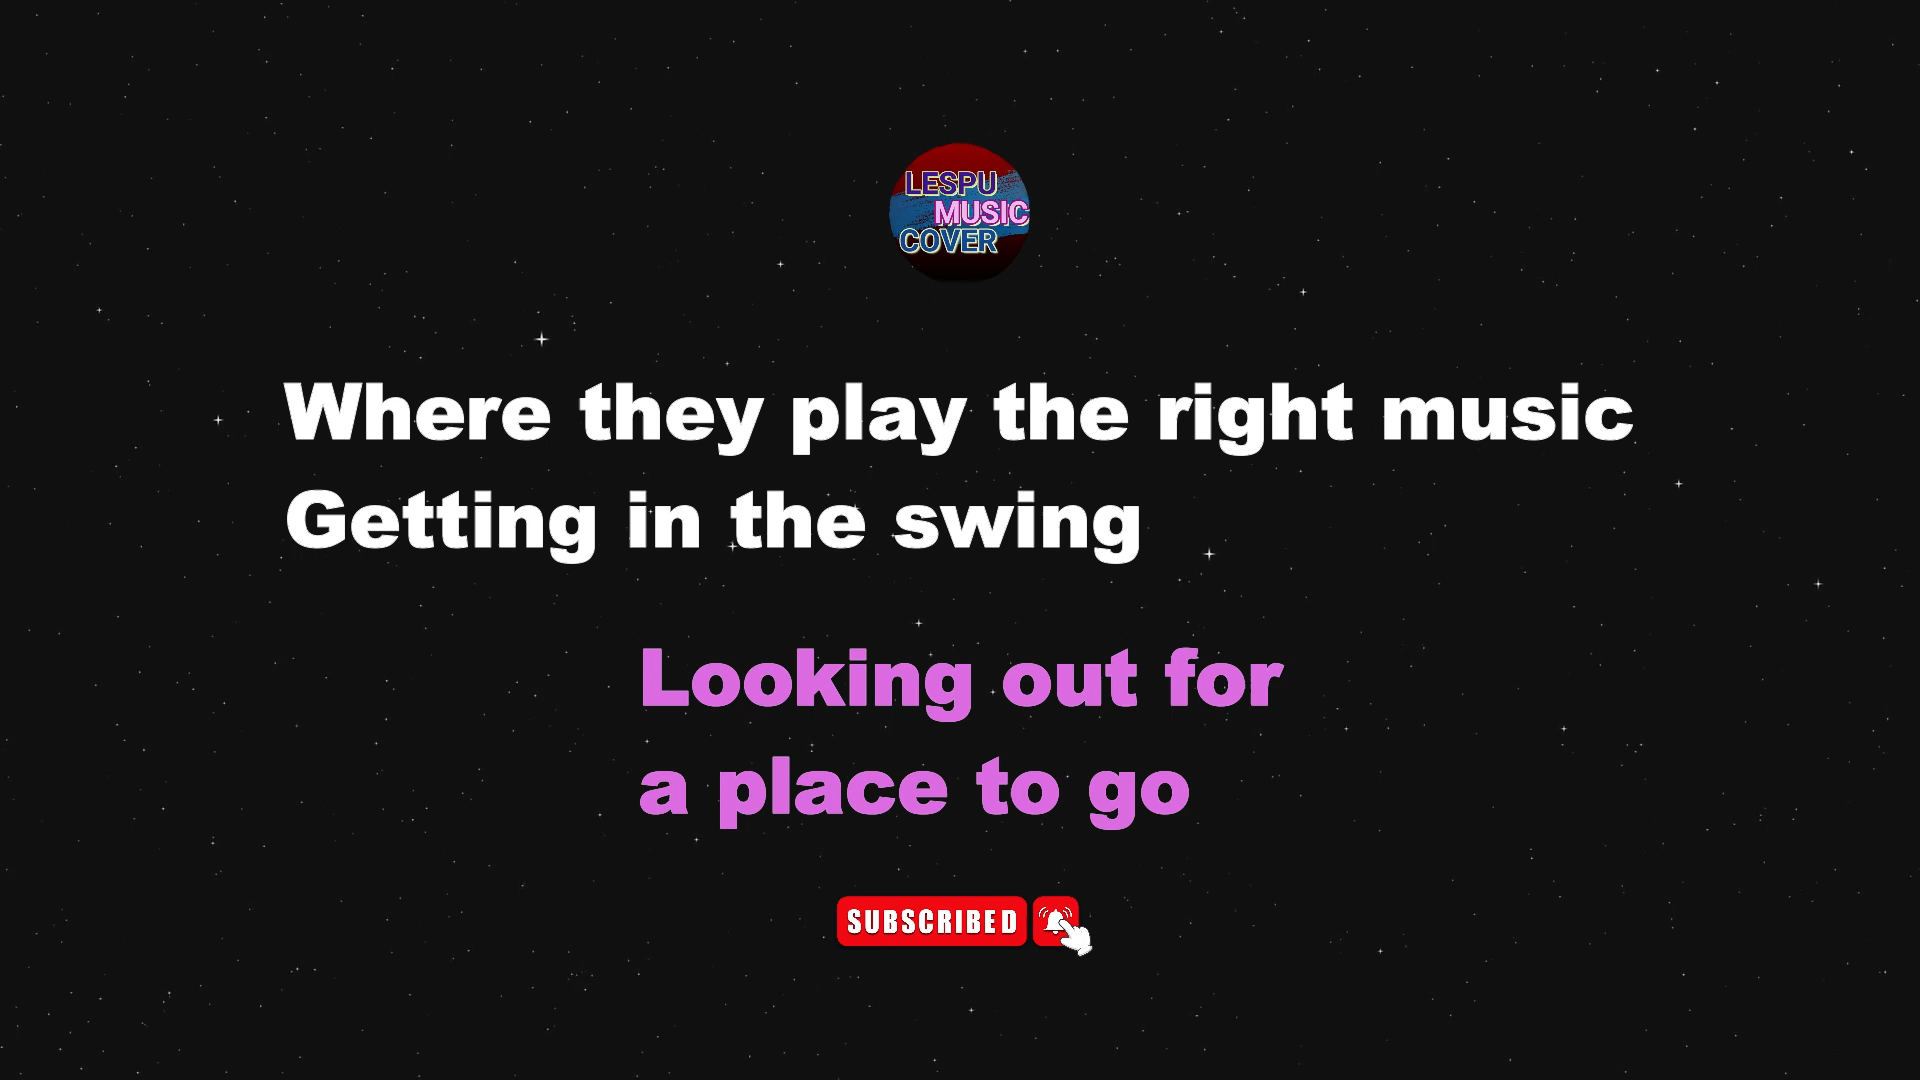 LESPU
MUSIC
COVER
Where they play the right music
Getting in the swing
Looking out for
a place to go
SUBSCRIBED